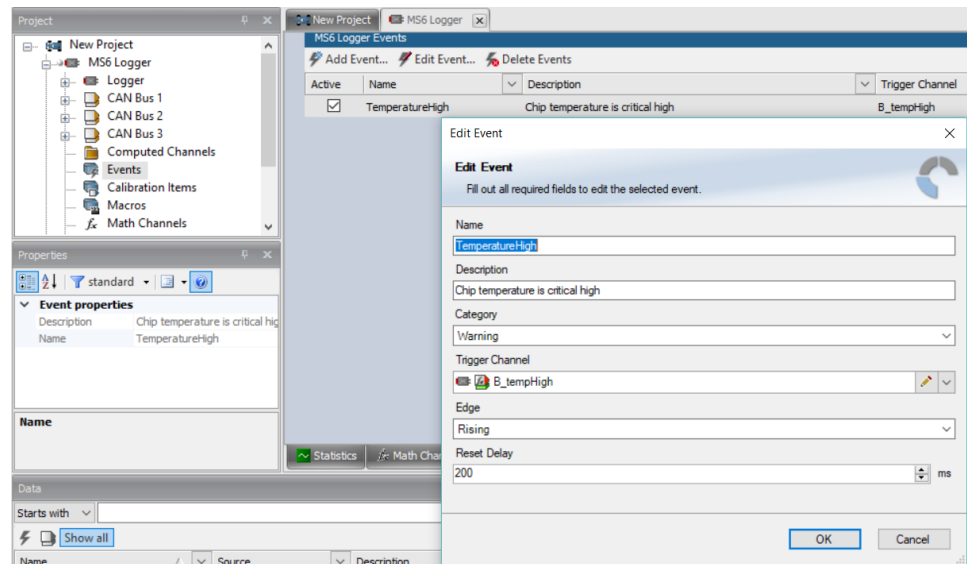 Project
New Project
MS6 Logger
Logger
CAN Bus 1
CAN Bus 2
CAN Bus 3
Computed Channels
Events
Calibration Items
Macros
fx Math Channels
Properties
standard
Event properties
Description Chip temperature is critical hig
Name TemperatureHigh
Name
New Project MS6 Logger
MS6 Logger Events
Add Event... Edit Event... Delete Events
Active Name Description Trigger Channel
TemperatureHigh Chip temperature is critical high B_tempHigh
Statistics fx Math Cha
Edit Event
Edit Event
Fill out all required fields to edit the selected event.
Name
TemperatureHigh
Description
Chip temperature is critical high
Category
Warning
Trigger Channel
B_tempHigh
Edge
Rising
Reset Delay
200 ms
OK Cancel
Data
Starts with
Show all
Name Source Description